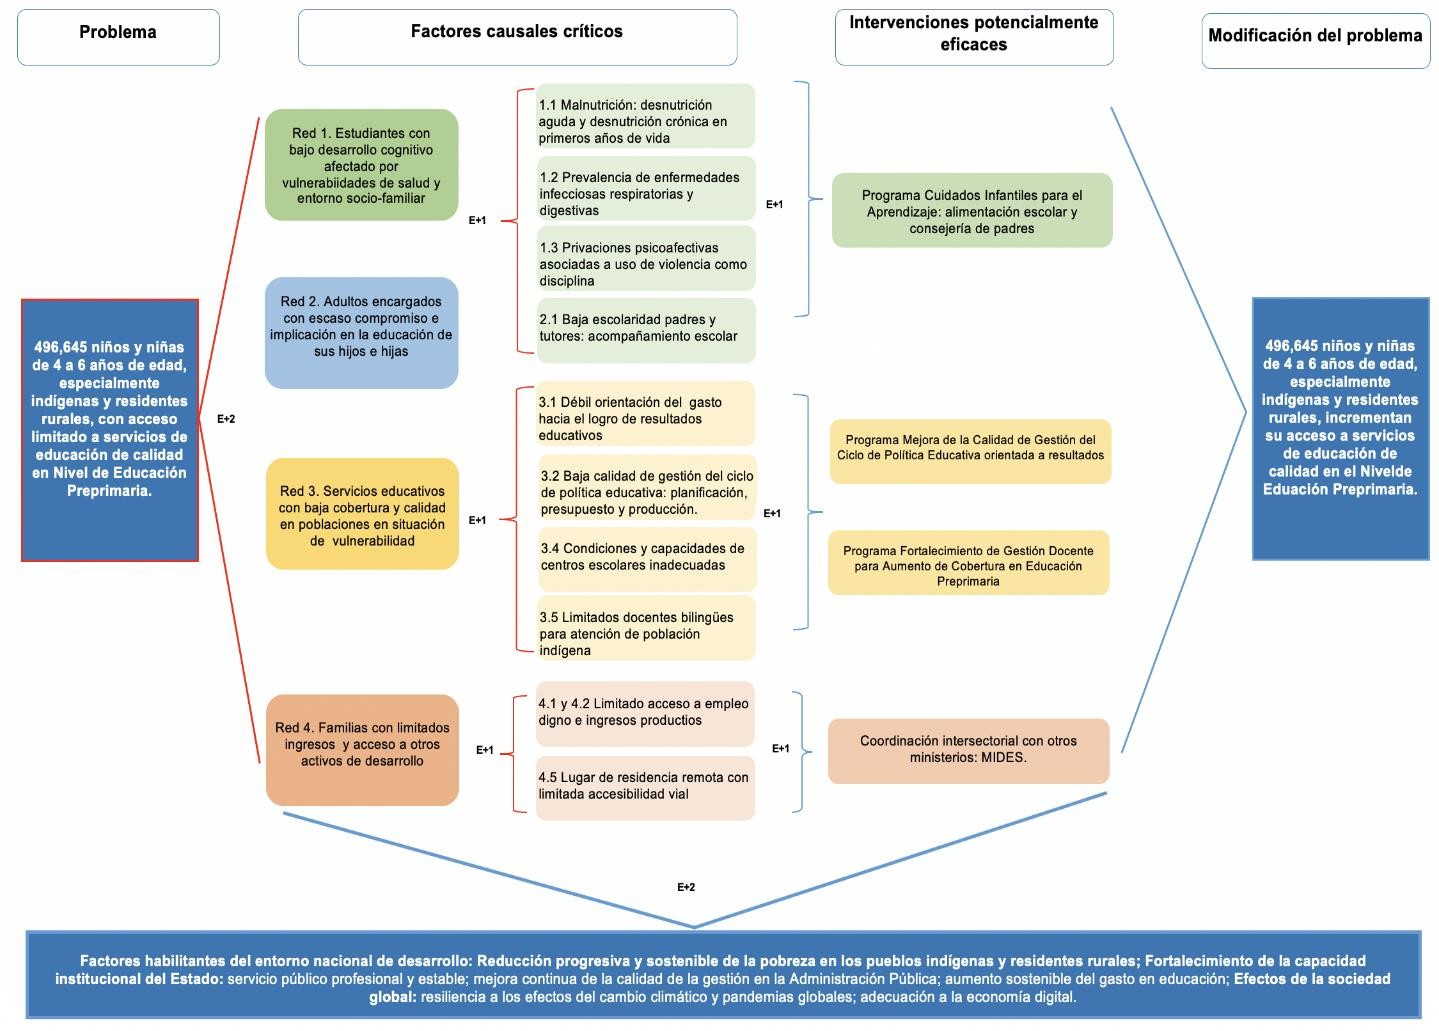 Problema
Factores causales críticos
Intervenciones potencialmente
eficaces
Modificación del problema
496,645 niños y niñas
de 4 a 6 años de edad,
especialmente
indígenas y residentes
rurales, con acceso
limitado a servicios de
educación de calidad
en Nivel de Educación
Preprimaria.
E+2
Red 1. Estudiantes con
bajo desarrollo cognitivo
afectado por
vulnerabiidades de salud y
entorno socio-familiar
Red 2. Adultos encargados
con escaso compromiso e
implicación en la educación de
sus hijos e hijas
E+1
1.1 Malnutrición: desnutrición
aguda y desnutrición crónica en
primeros años de vida
1.2 Prevalencia de enfermedades
infecciosas respiratorias y
digestivas
1.3 Privaciones psicoafectivas
asociadas a uso de violencia como
disciplina
2.1 Baja escolaridad padres y
tutores: acompañamiento escolar
E+1
Programa Cuidados Infantiles para el
Aprendizaje: alimentación escolar y
consejería de padres
Red 3. Servicios educativos
con baja cobertura y calidad
en poblaciones en situación
de vulnerabilidad
E+1
3.1 Débil orientación del gasto
hacia el logro de resultados
educativos
3.2 Baja calidad de gestión del ciclo
de política educativa: planificación,
presupuesto y producción.
3.4 Condiciones y capacidades de
centros escolares inadecuadas
3.5 Limitados docentes bilingües
para atención de población
indígena
E+1
Programa Mejora de la Calidad de Gestión del
Ciclo de Política Educativa orientada a resultados
Programa Fortalecimiento de Gestión Docente
para Aumento de Cobertura en Educación
Preprimaria
Red 4. Familias con limitados
ingresos y acceso a otros
activos de desarrollo
E+1
4.1 y 4.2 Limitado acceso a empleo
digno e ingresos productios
4.5 Lugar de residencia remota con
limitada accesibilidad vial
E+1
Coordinación intersectorial con otros
ministerios: MIDES.
496,645 niños y niñas
de 4 a 6 años de edad,
especialmente
indígenas y residentes
rurales, incrementan
su acceso a servicios
de educación de
calidad en el Nivelde
Eduación Preprimaria.
E+2
Factores habilitantes del entorno nacional de desarrollo: Reducción progresiva y sostenible de la pobreza en los pueblos indígenas y residentes rurales; Fortalecimiento de la capacidad
institucional del Estado: servicio público profesional y estable; mejora continua de la calidad de la gestión en la Administración Pública; aumento sostenible del gasto en educación; Efectos de la sociedad
global: resiliencia a los efectos del cambio climático y pandemias globales; adecuación a la economía digital.